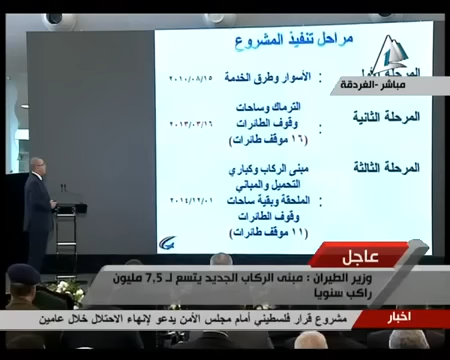 مراحل تنفيذ المشروع
مباشر-الغردقة
المرحلة الأولى : الأسوار وطرق الخدمة ٢٠١٠/٠٨/١٥
المرحلة الثانية : الترماك وساحات وقوف الطائرات (١٦ موقف طائرات) ٢٠١٣/٠٣/١٦
المرحلة الثالثة : مبنى الركاب وكباري التحميل والمباني الملحقة وبقية ساحات وقوف الطائرات (١١ موقف طائرات) ٢٠١٤/١٢/٠١
عاجل
وزير الطيران : مبنى الركاب الجديد يتسع لـ 7,5 مليون
راكب سنويا
اخبار
مشروع قرار فلسطيني أمام مجلس الأمن يدعو لإنهاء الاحتلال خلال عامين